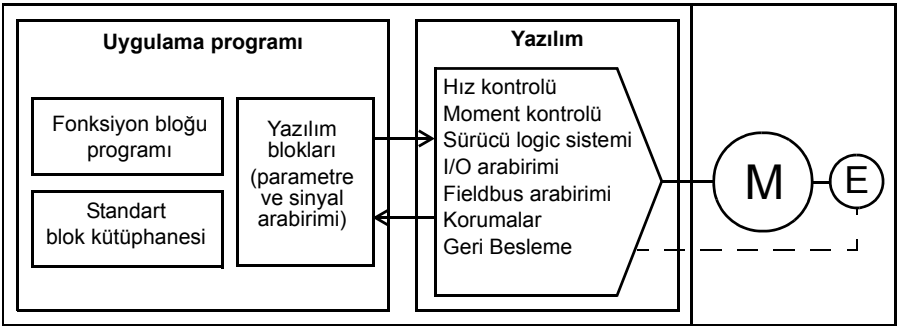 Uygulama programı
Fonksiyon bloğu
programı
Standart
blok kütüphanesi
Yazılım
blokları
(parametre
ve sinyal
arabirimi)
Yazılım
Hız kontrolü
Moment kontrolü
Sürücü logic sistemi
I/O arabirimi
Fieldbus arabirimi
Korumalar
Geri Besleme
M
E